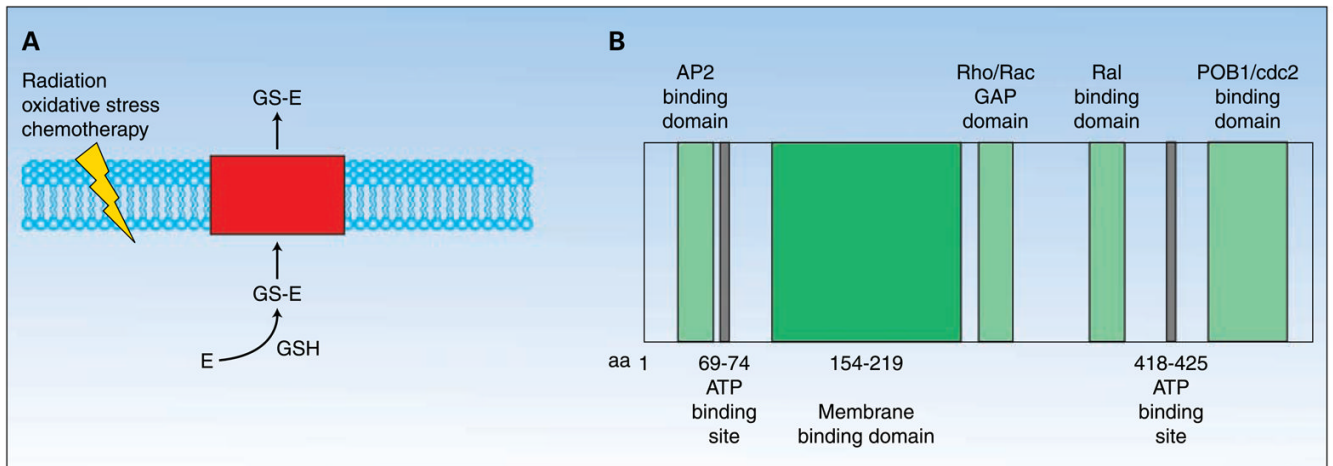 A
Radiation
oxidative stress
chemotherapy
GS-E
GS-E
E
GSH
B
AP2
binding
domain
Rho/Rac
GAP
domain
Ral
binding
domain
POB1/cdc2
binding
domain
aa 1
69-74
ATP
binding
site
154-219
Membrane
binding domain
418-425
ATP
binding
site